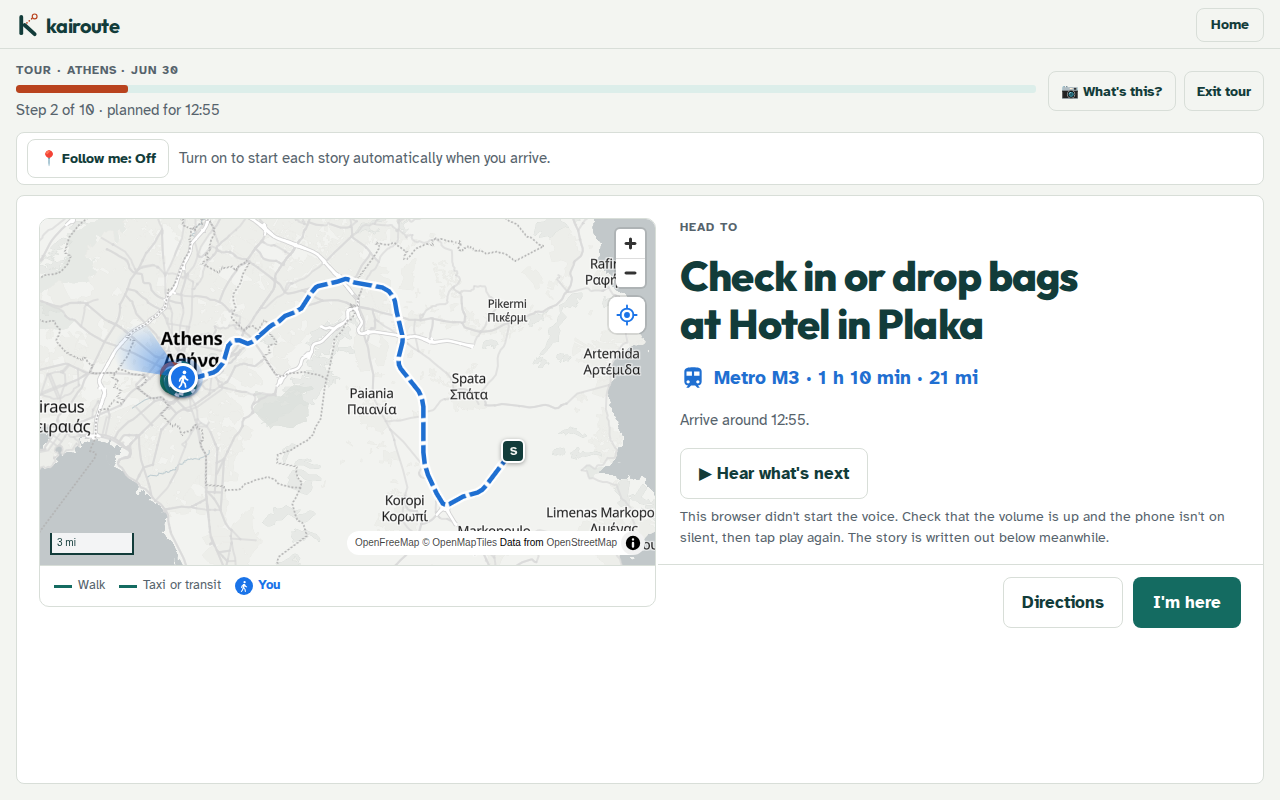 kairoute
Home
TOUR · ATHENS · JUN 30
Step 2 of 10 · planned for 12:55
What's this?
Exit tour
Follow me: Off
Turn on to start each story automatically when you arrive.
Athens
Αθήνα
Pikermi
Πικέρμι
Artemida
Αρτέμιδα
Spata
Σπάτα
Paiania
Παιανία
Koropi
Κορωπί
Limenas Markopo
S
3 mi
OpenFreeMap © OpenMapTiles Data from OpenStreetMap
Walk
Taxi or transit
You
HEAD TO
Check in or drop bags
at Hotel in Plaka
Metro M3 · 1 h 10 min · 21 mi
Arrive around 12:55.
▶ Hear what's next
This browser didn't start the voice. Check that the volume is up and the phone isn't on
silent, then tap play again. The story is written out below meanwhile.
Directions
I'm here